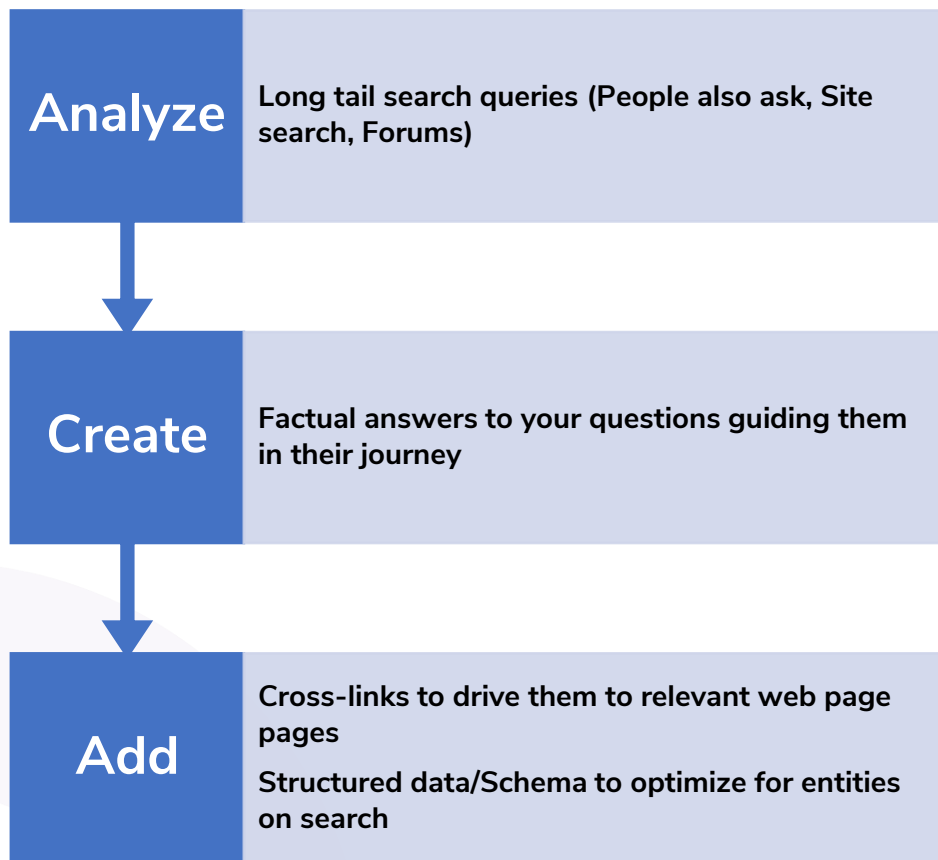 Analyze
Long tail search queries (People also ask, Site
search, Forums)
Create
Factual answers to your questions guiding them
in their journey
Add
Cross-links to drive them to relevant web page
pages
Structured data/Schema to optimize for entities
on search